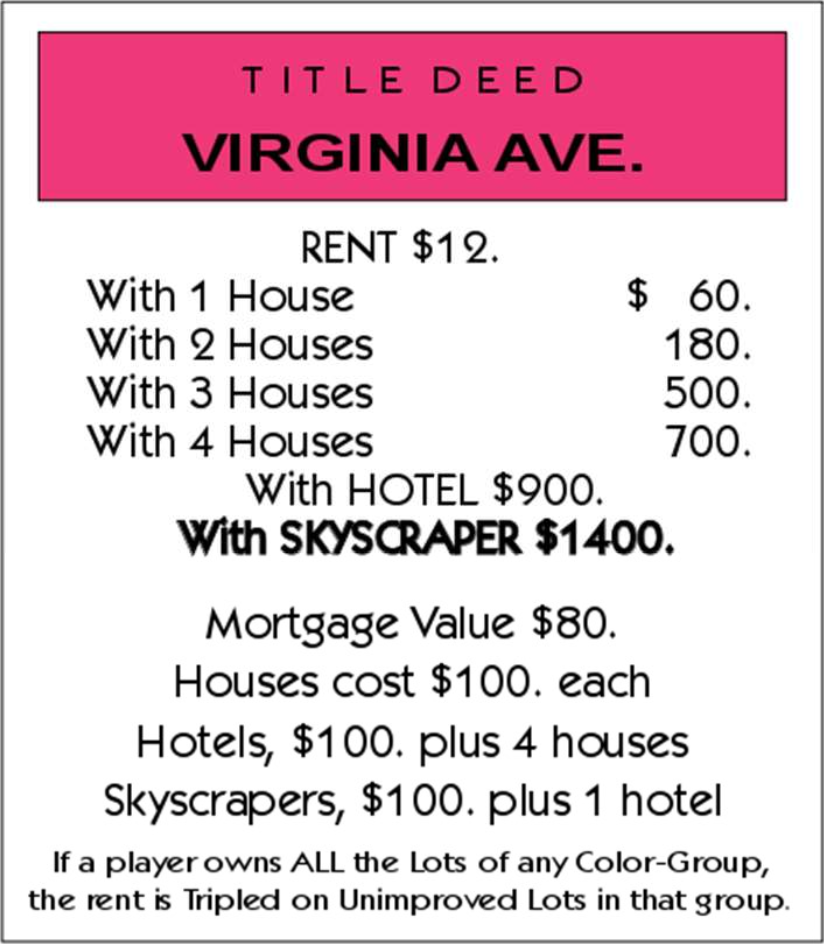 TITLE DEED
VIRGINIA AVE.
RENT $12.
With 1 House $ 60.
With 2 Houses 180.
With 3 Houses 500.
With 4 Houses 700.
With HOTEL $900.
With SKYSCRAPER $1400.
Mortgage Value $80.
Houses cost $100. each
Hotels, $100. plus 4 houses
Skyscrapers, $100. plus 1 hotel
If a player owns ALL the Lots of any Color-Group,
the rent is Tripled on Unimproved Lots in that group.